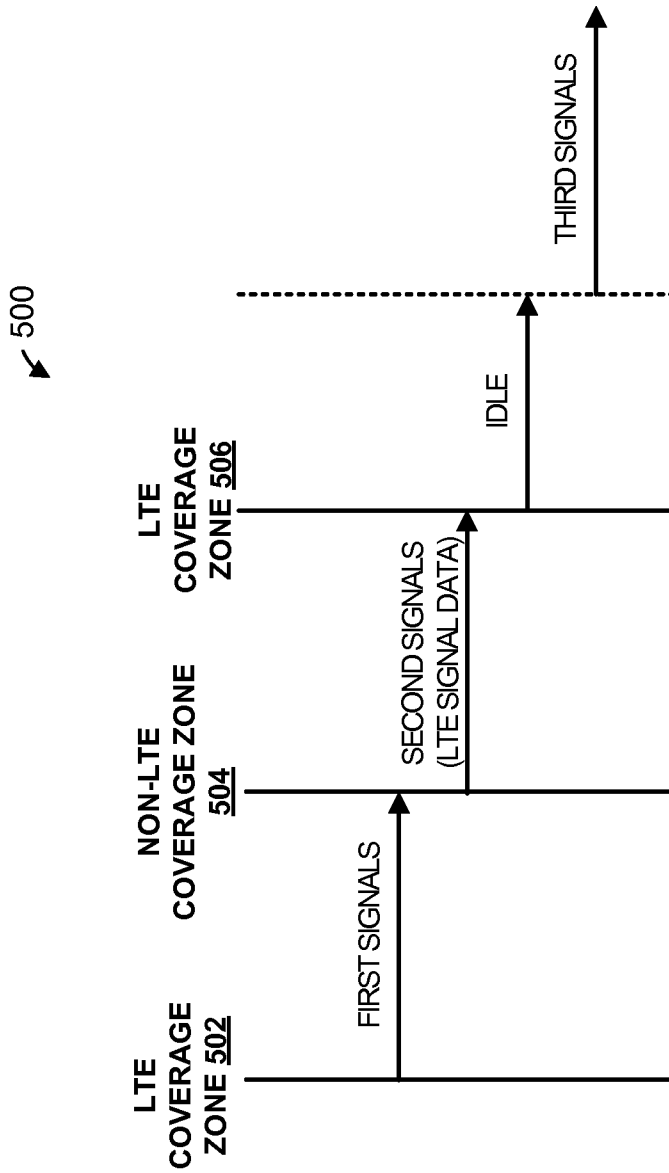 500
LTE
COVERAGE
ZONE 502
NON-LTE
COVERAGE ZONE
504
LTE
COVERAGE
ZONE 506
FIRST SIGNALS
SECOND SIGNALS
(LTE SIGNAL DATA)
IDLE
THIRD SIGNALS